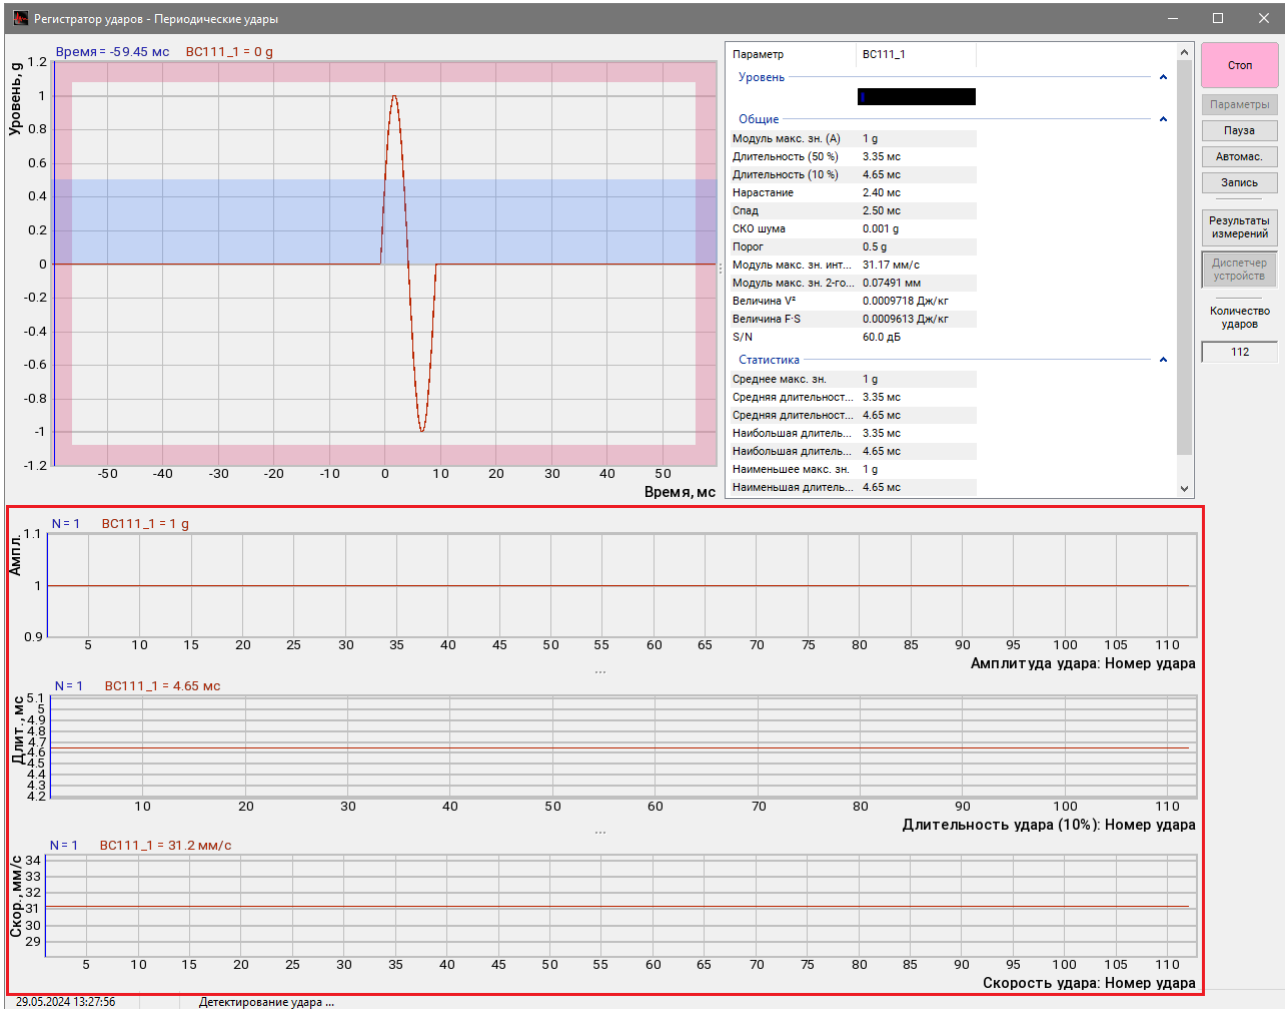 Регистратор ударов - Периодические удары
Время = -59.45 мс BC111_1 = 0 g
Уровень, g
1.2
1
0.8
0.6
0.4
0.2
0
-0.2
-0.4
-0.6
-0.8
-1
-1.2
-50 -40 -30 -20 -10 0 10 20 30 40 50
Время, мс
Параметр BC111_1
Уровень
Общие
Модуль макс. зн. (A) 1 g
Длительность (50 %) 3.35 мс
Длительность (10 %) 4.65 мс
Нарастание 2.40 мс
Спад 2.50 мс
СКО шума 0.001 g
Порог 0.5 g
Модуль макс. зн. инт... 31.17 мм/с
Модуль макс. зн. 2-го... 0.07491 мм
Величина V² 0.0009718 Дж/кг
Величина F·S 0.0009613 Дж/кг
S/N 60.0 дБ
Статистика
Среднее макс. зн. 1 g
Средняя длительност... 3.35 мс
Средняя длительност... 4.65 мс
Наибольшая длитель... 3.35 мс
Наибольшая длитель... 4.65 мс
Наименьшее макс. зн. 1 g
Наименьшая длитель... 4.65 мс
Стоп
Параметры
Пауза
Автомас.
Запись
Результаты
измерений
Диспетчер
устройств
Количество
ударов
112
N = 1 BC111_1 = 1 g
Ампл.
1.1
1
0.9
5 10 15 20 25 30 35 40 45 50 55 60 65 70 75 80 85 90 95 100 105 110
Амплитуда удара: Номер удара
N = 1 BC111_1 = 4.65 мс
Длит., мс
5.1
5
4.9
4.8
4.7
4.6
4.5
4.4
4.3
4.2
10 20 30 40 50 60 70 80 90 100 110
Длительность удара (10%): Номер удара
N = 1 BC111_1 = 31.2 мм/с
Скор., мм/с
34
33
32
31
30
29
5 10 15 20 25 30 35 40 45 50 55 60 65 70 75 80 85 90 95 100 105 110
Скорость удара: Номер удара
29.05.2024 13:27:56 Детектирование удара ...